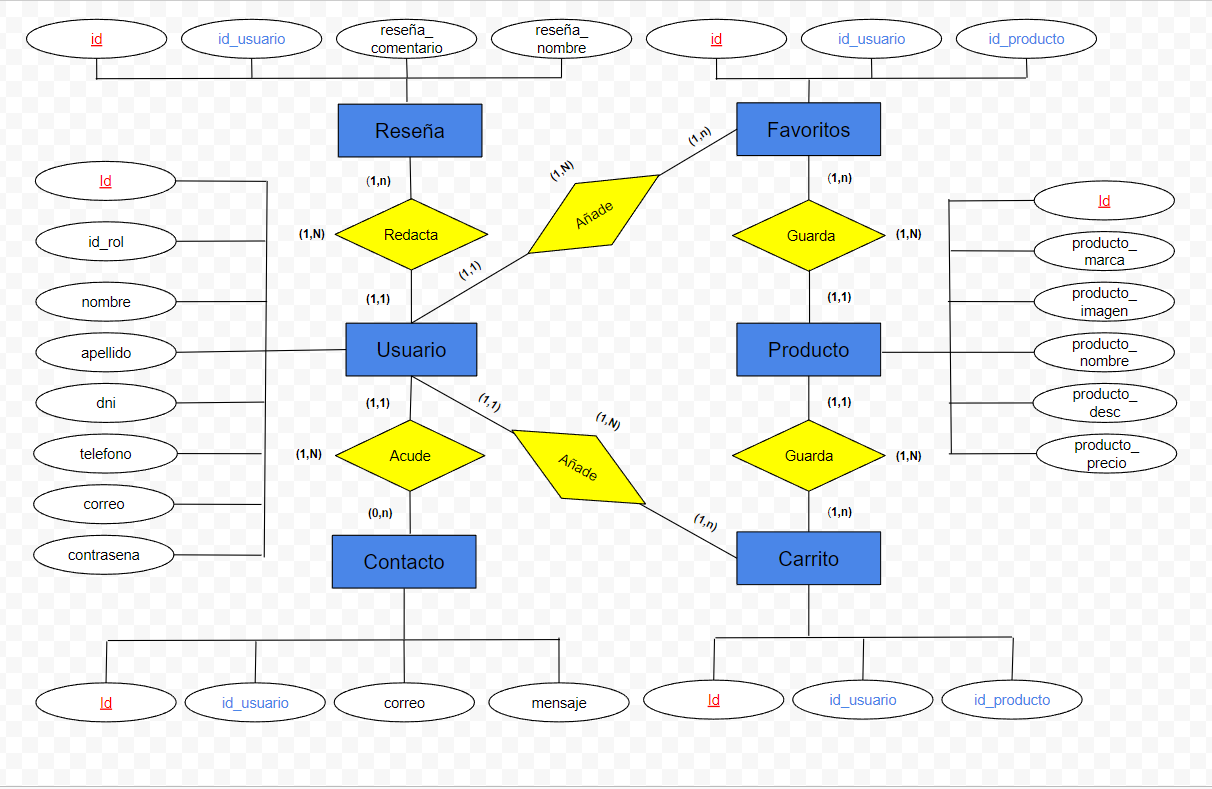 id
id_usuario
reseña_
comentario
reseña_
nombre
id
id_usuario
id_producto
Reseña
Favoritos
(1,n)
(1,N)
(1,n)
(1,n)
Id
Id
Añade
id_rol
(1,N)
Redacta
Guarda
(1,N)
producto_
marca
(1,1)
nombre
(1,1)
(1,1)
producto_
imagen
apellido
Usuario
Producto
producto_
nombre
dni
(1,1)
(1,1)
(1,N)
(1,1)
producto_
desc
telefono
(1,N)
Acude
Añade
Guarda
(1,N)
producto_
precio
correo
(0,n)
(1,n)
(1,n)
contrasena
Contacto
Carrito
Id
id_usuario
correo
mensaje
Id
id_usuario
id_producto